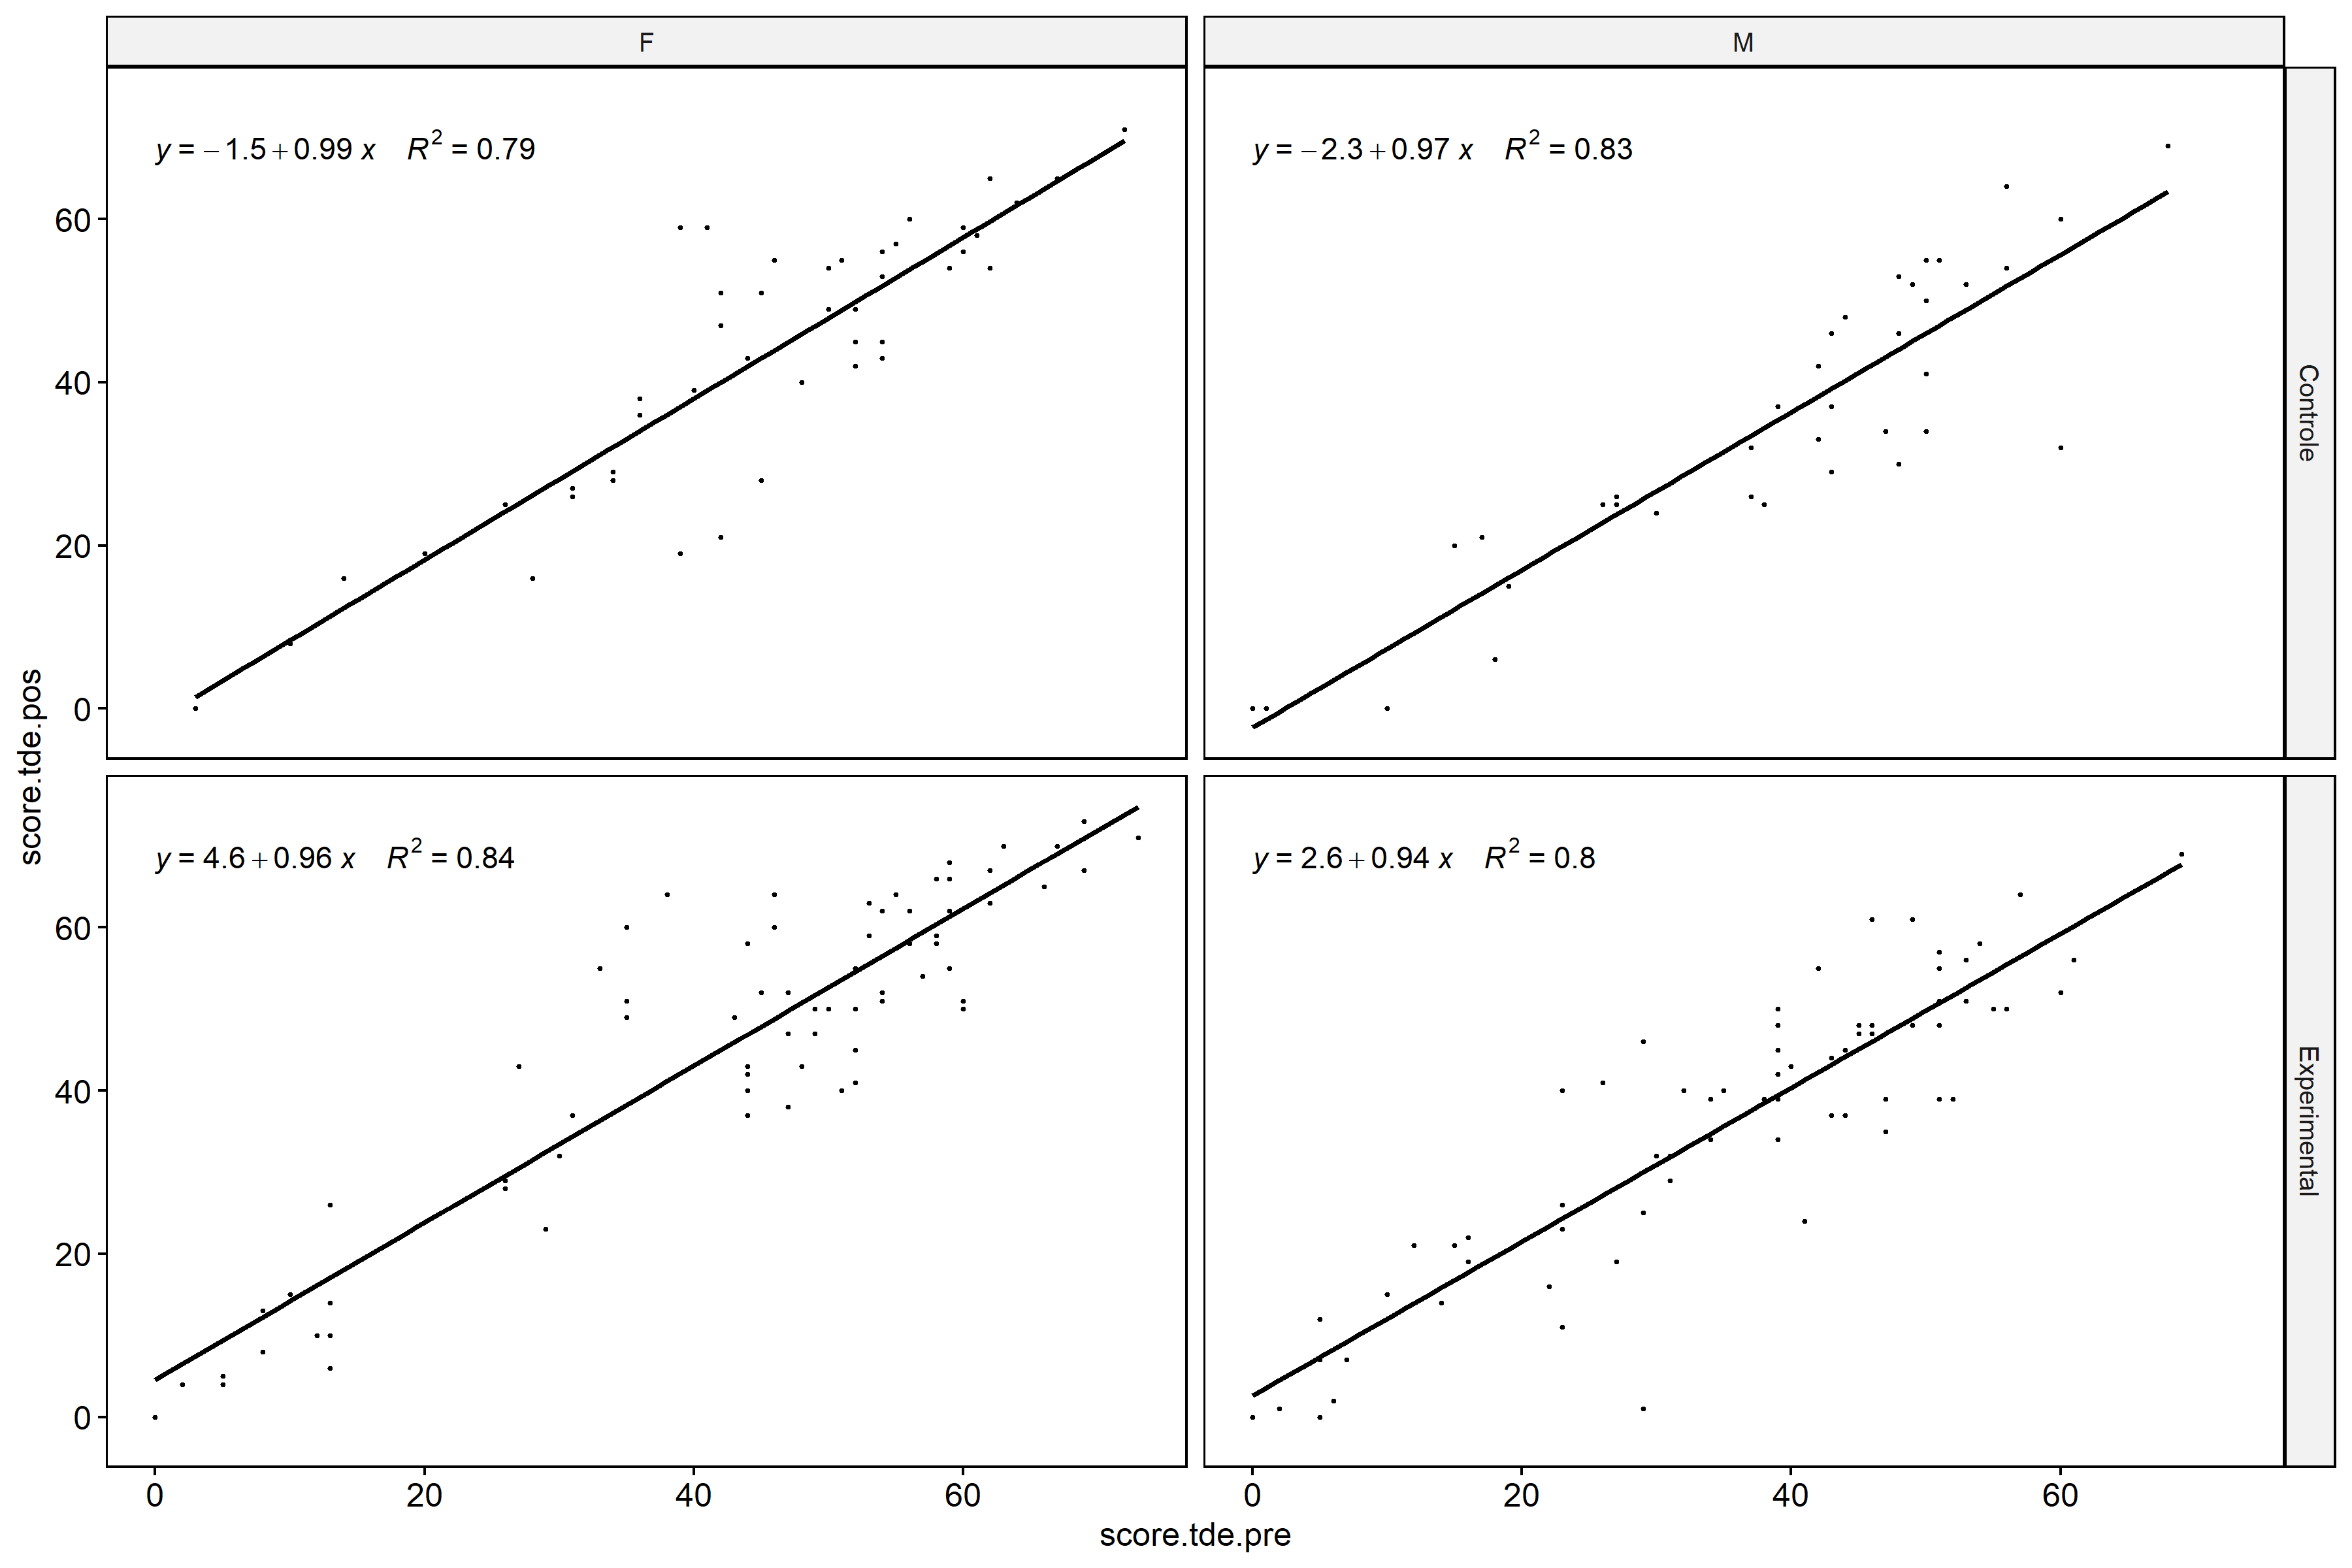 F
M
y = −1.5 + 0.99 x R² = 0.79
y = −2.3 + 0.97 x R² = 0.83
60
40
20
0
Controle
score.tde.pos
y = 4.6 + 0.96 x R² = 0.84
y = 2.6 + 0.94 x R² = 0.8
60
40
20
0
Experimental
0 20 40 60
0 20 40 60
score.tde.pre